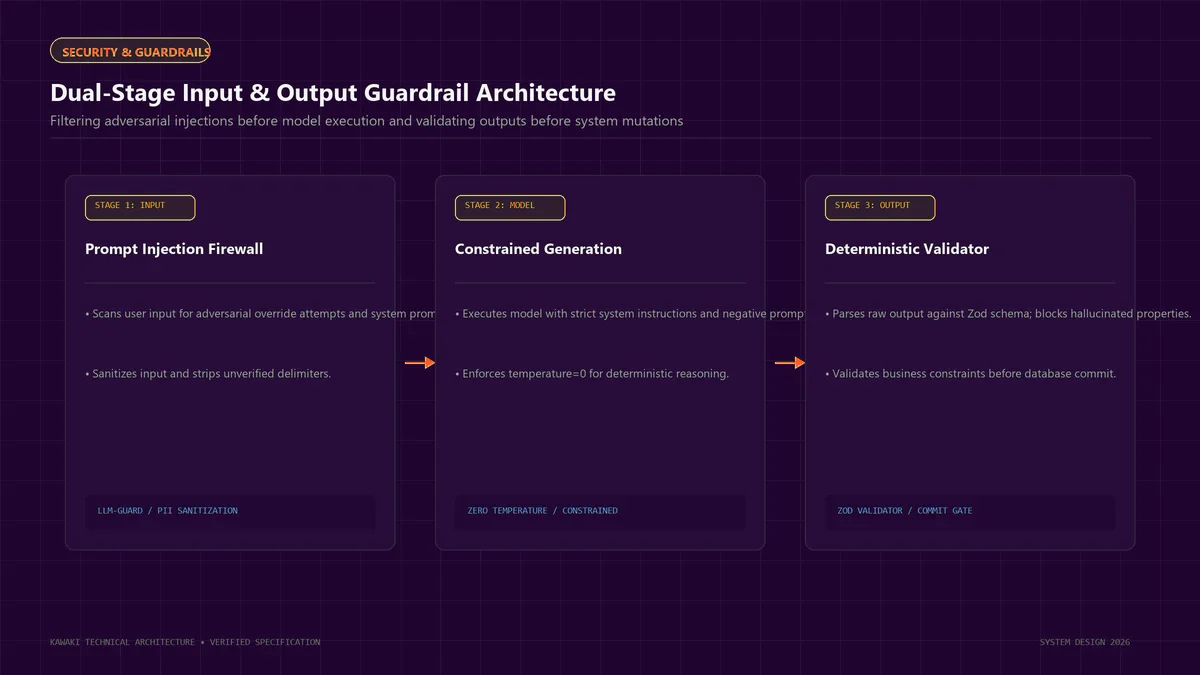 SECURITY & GUARDRAILS
Dual-Stage Input & Output Guardrail Architecture
Filtering adversarial injections before model execution and validating outputs before system mutations
STAGE 1: INPUT
Prompt Injection Firewall
• Scans user input for adversarial override attempts and system prom
• Sanitizes input and strips unverified delimiters.
LLM-GUARD / PII SANITIZATION
STAGE 2: MODEL
Constrained Generation
• Executes model with strict system instructions and negative promp
• Enforces temperature=0 for deterministic reasoning.
ZERO TEMPERATURE / CONSTRAINED
STAGE 3: OUTPUT
Deterministic Validator
• Parses raw output against Zod schema; blocks hallucinated properties.
• Validates business constraints before database commit.
ZOD VALIDATOR / COMMIT GATE
KAWAKI TECHNICAL ARCHITECTURE • VERIFIED SPECIFICATION
SYSTEM DESIGN 2026